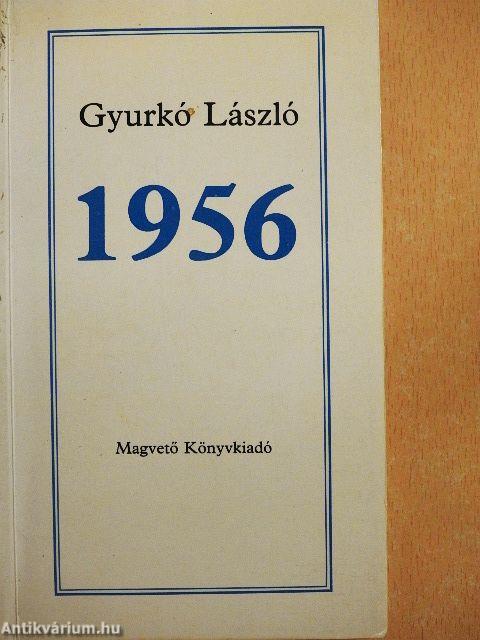 Gyurkó László
1956
Magvető Könyvkiadó
Antikvárium.hu